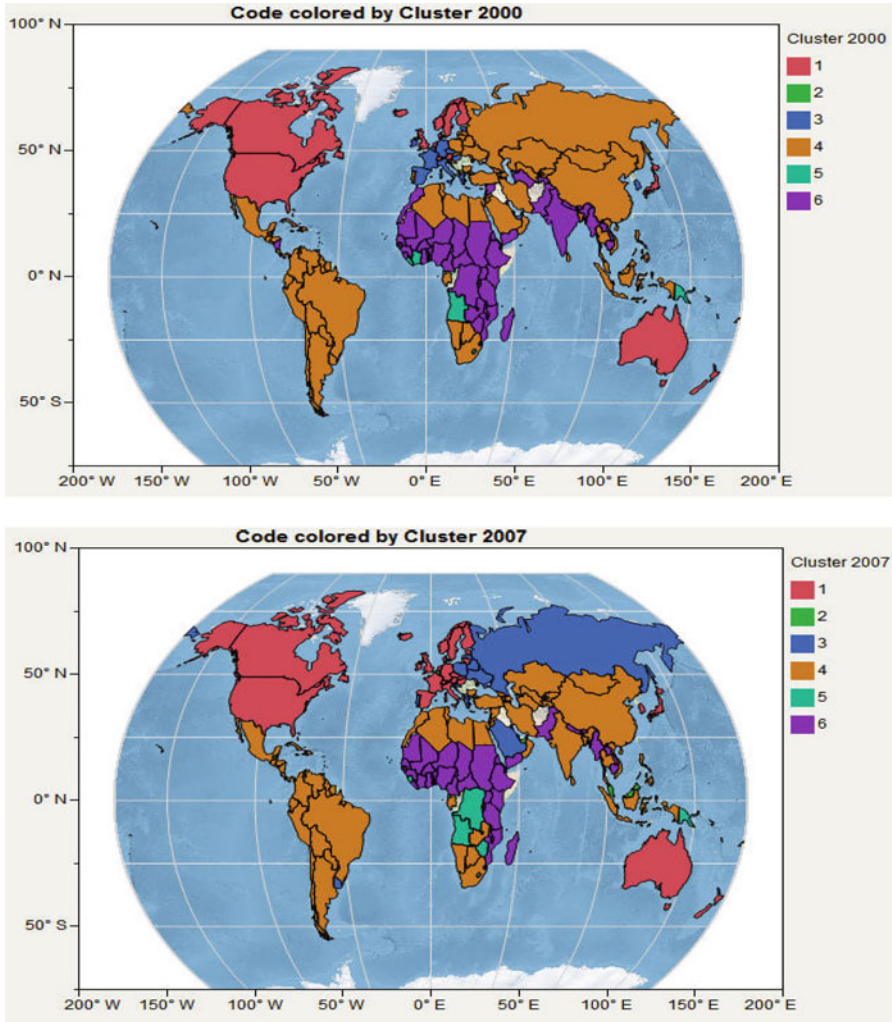 Code colored by Cluster 2000
100° N
50° N
0° N
50° S
200° W 150° W 100° W 50° W 0° E 50° E 100° E 150° E 200° E
Cluster 2000
1
2
3
4
5
6
Code colored by Cluster 2007
100° N
50° N
0° N
50° S
200° W 150° W 100° W 50° W 0° E 50° E 100° E 150° E 200° E
Cluster 2007
1
2
3
4
5
6